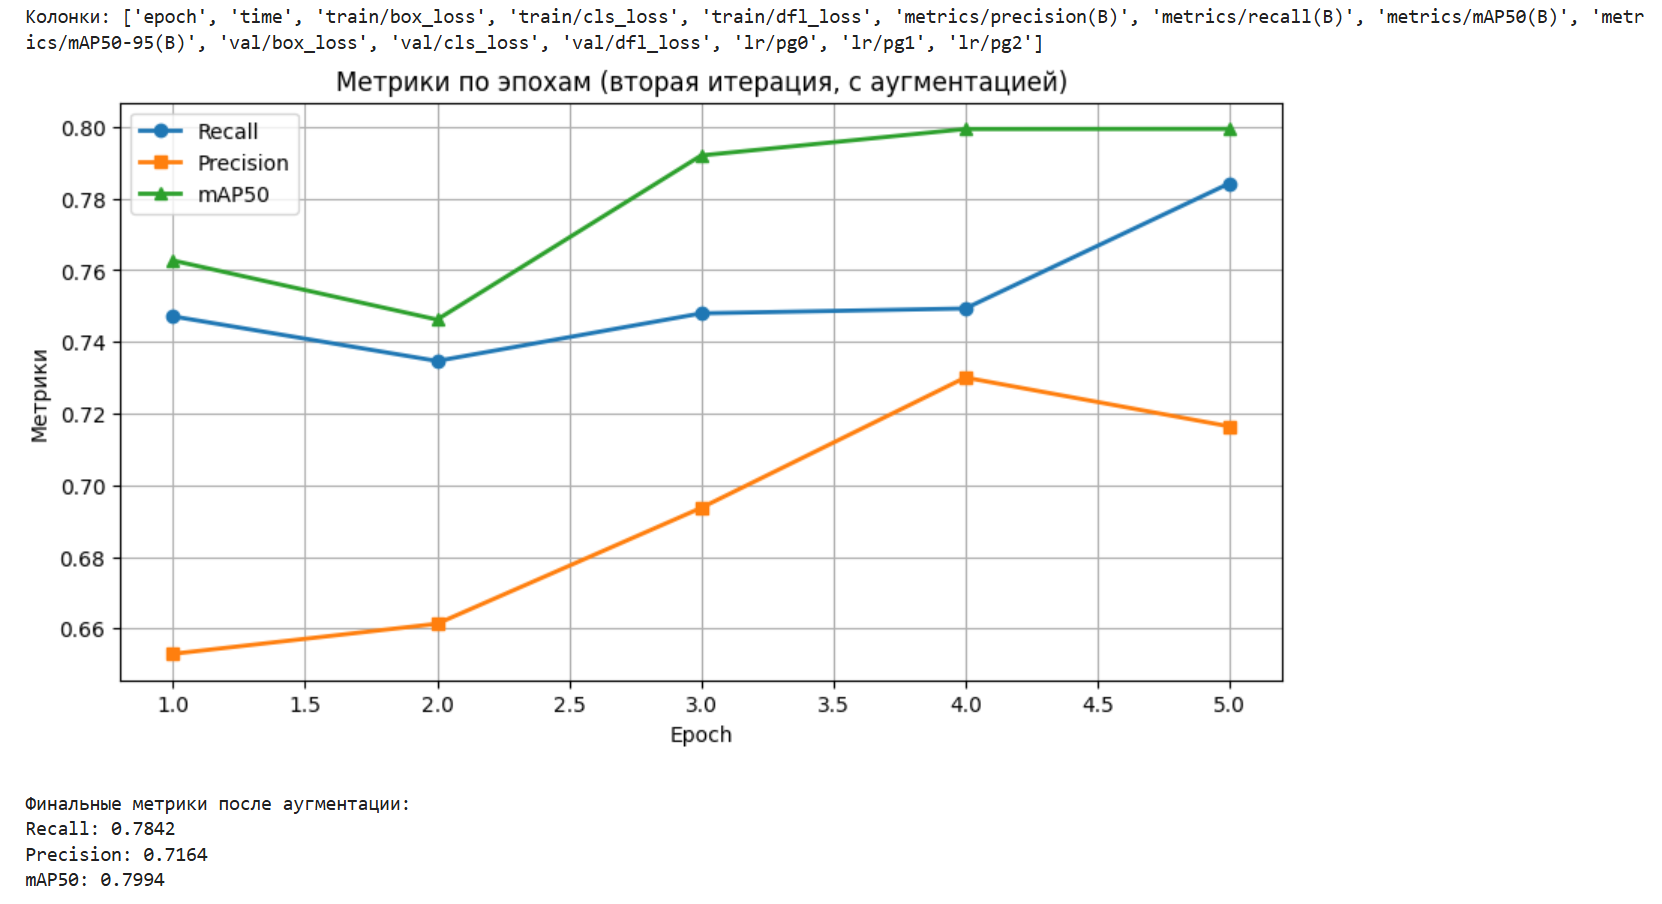 Колонки: ['epoch', 'time', 'train/box_loss', 'train/cls_loss', 'train/dfl_loss', 'metrics/precision(B)', 'metrics/recall(B)', 'metrics/mAP50(B)', 'metr
ics/mAP50-95(B)', 'val/box_loss', 'val/cls_loss', 'val/dfl_loss', 'lr/pg0', 'lr/pg1', 'lr/pg2']
Метрики по эпохам (вторая итерация, с аугментацией)
Recall
Precision
mAP50
0.80
0.78
0.76
0.74
0.72
0.70
0.68
0.66
Метрики
1.0 1.5 2.0 2.5 3.0 3.5 4.0 4.5 5.0
Epoch
Финальные метрики после аугментации:
Recall: 0.7842
Precision: 0.7164
mAP50: 0.7994